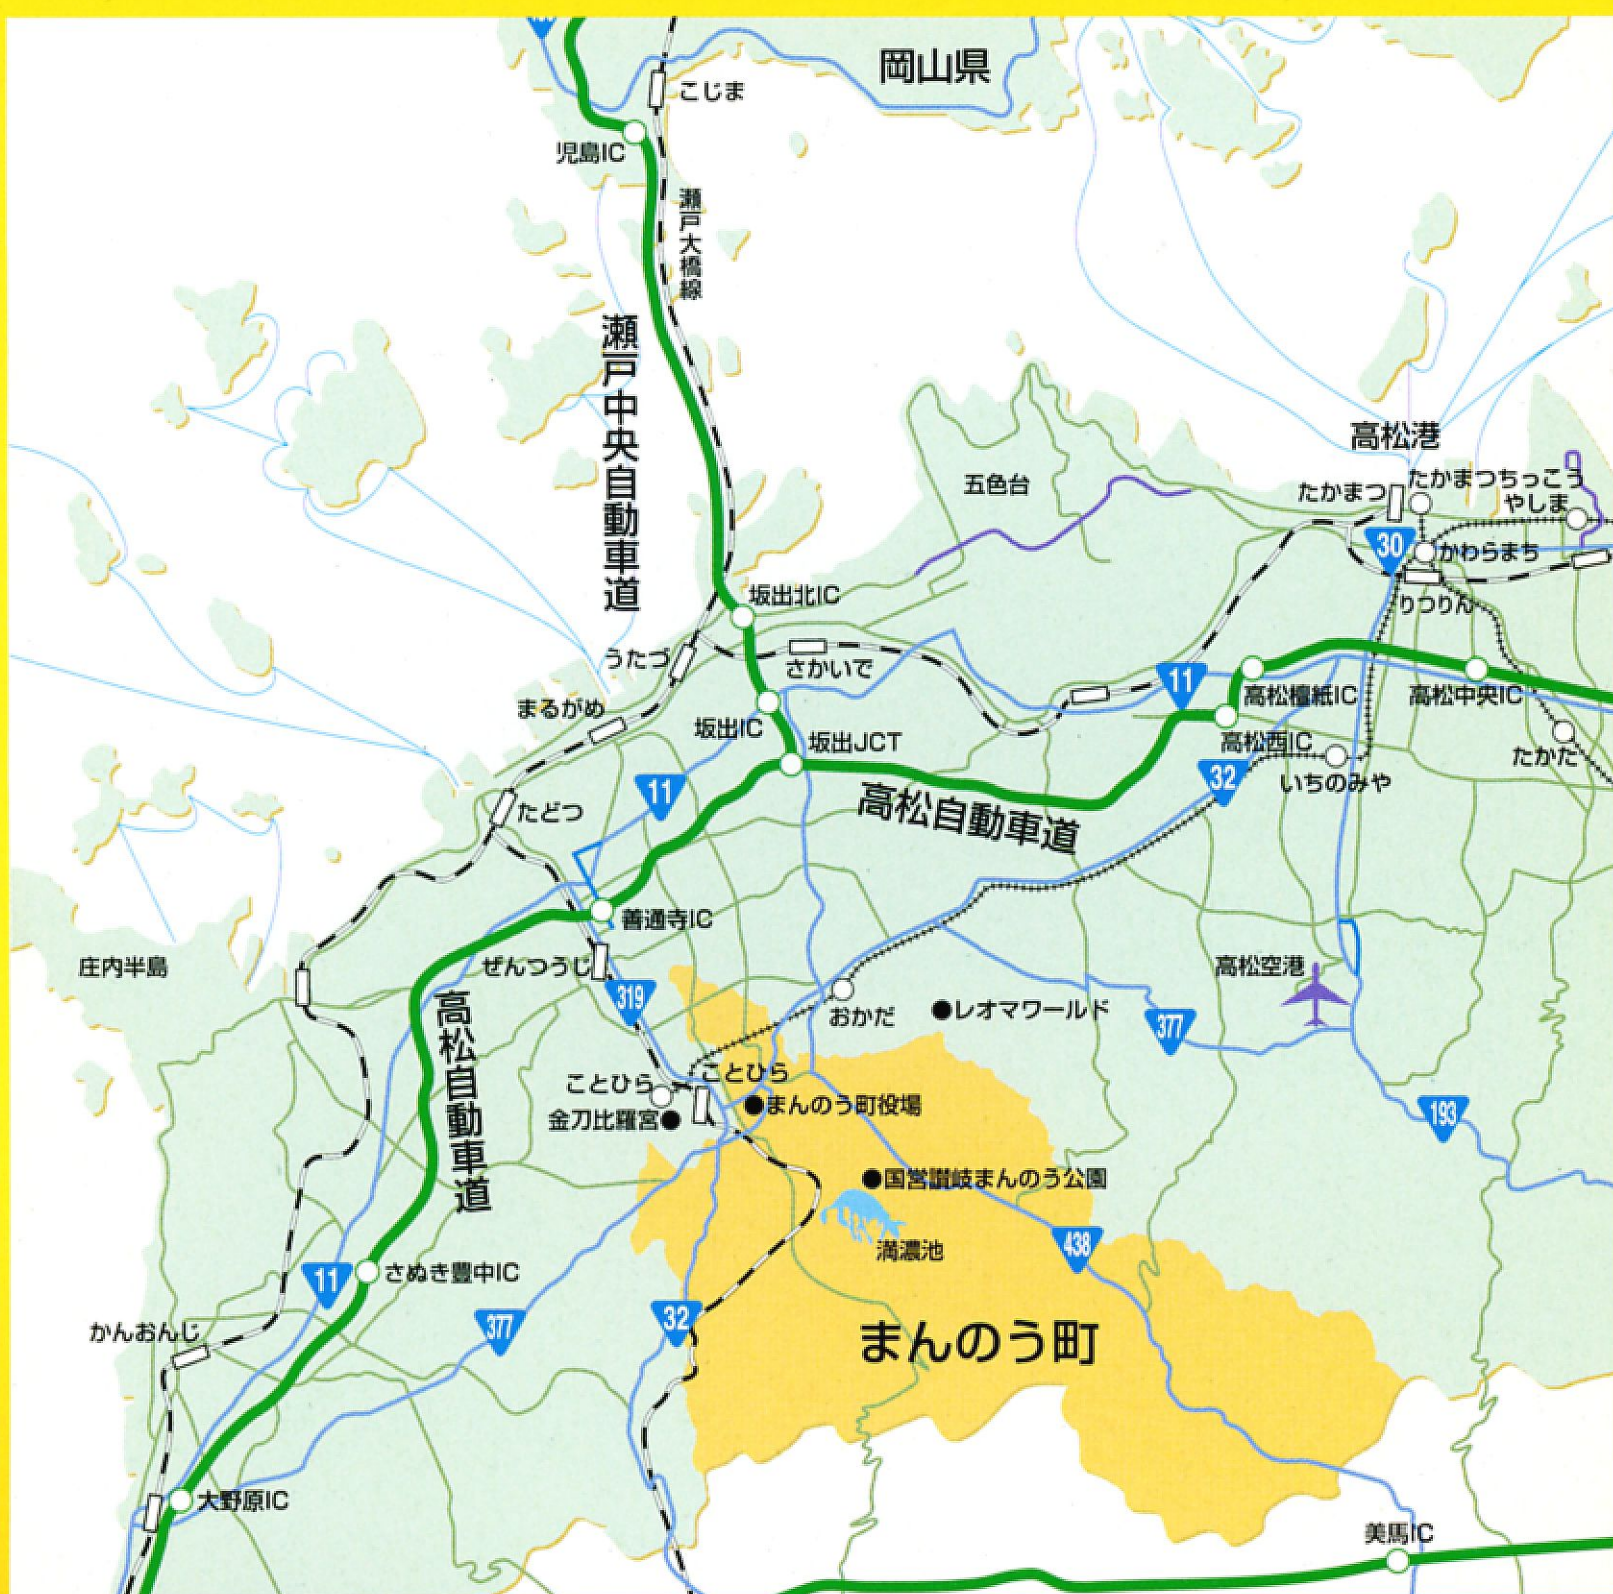 岡山県
こじま
児島IC
瀬戸大橋線
瀬戸中央自動車道
高松港
五色台
たかまつ
たかまつちっこう
やしま
30
かわらまち
りつりん
坂出北IC
うたづ
さかいで
11
高松檀紙IC
高松中央IC
まるがめ
坂出IC
坂出JCT
高松西IC
たかた
32
いちのみや
11
たどつ
高松自動車道
善通寺IC
庄内半島
ぜんつうじ
高松空港
319
おかだ
レオマワールド
377
高松自動車道
ことひら
ことひら
まんのう町役場
金刀比羅宮
193
国営讃岐まんのう公園
満濃池
438
11
さぬき豊中IC
377
32
かんおんじ
まんのう町
大野原IC
美馬IC